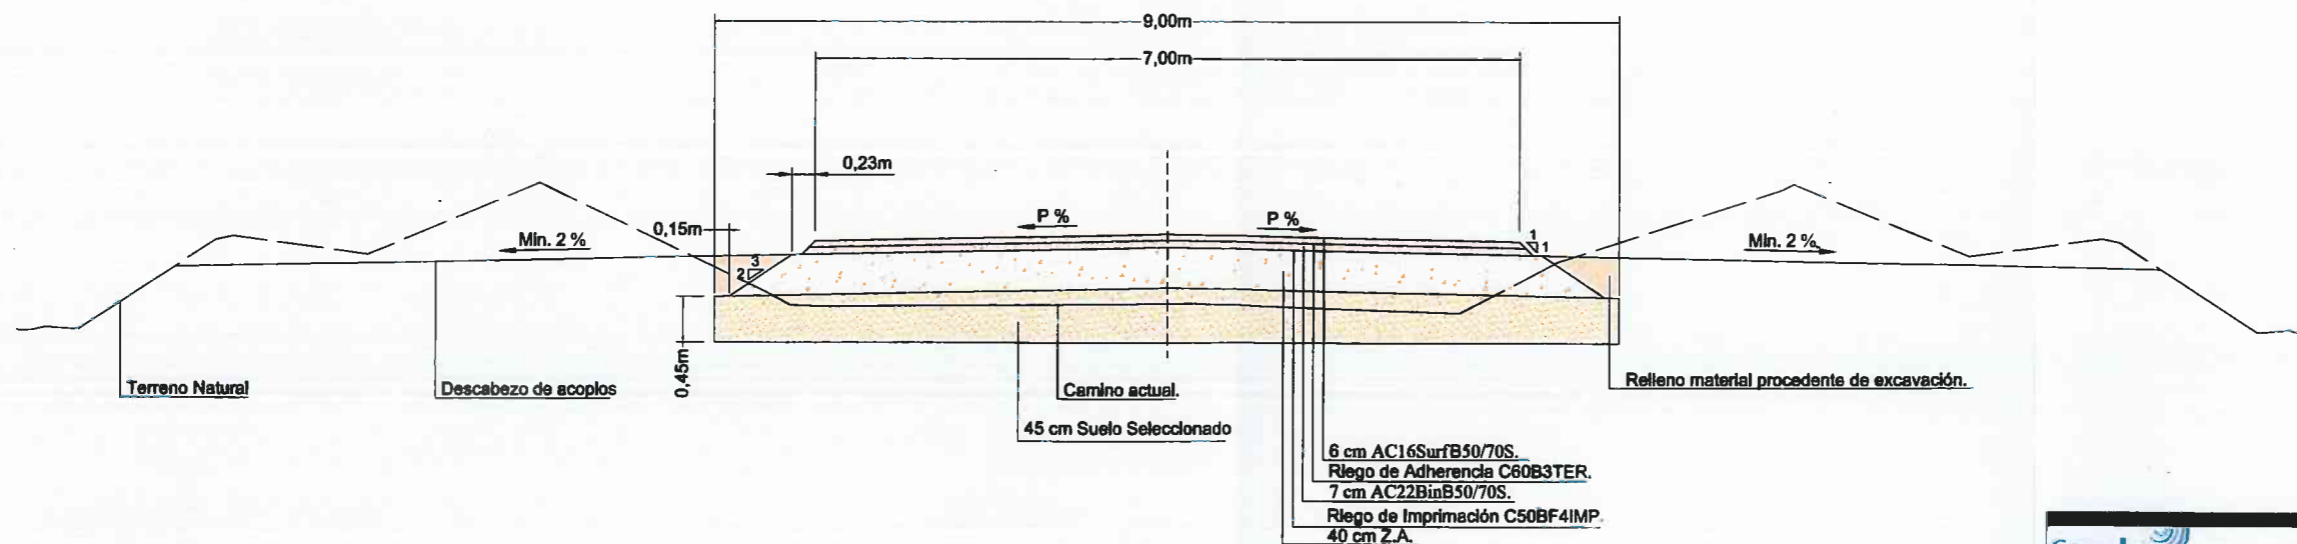 9,00m
7,00m
0,23m
0,15m
P %
P %
Min. 2 %
Min. 2 %
3
2
1
1
0,45m
Terreno Natural
Descabezo de acopios
Camino actual.
Relleno material procedente de excavación.
45 cm Suelo Seleccionado
6 cm AC16SurfB50/70S.
Riego de Adherencia C60B3TER.
7 cm AC22BinB50/70S.
Riego de Imprimación C50BF4IMP.
40 cm Z.A.